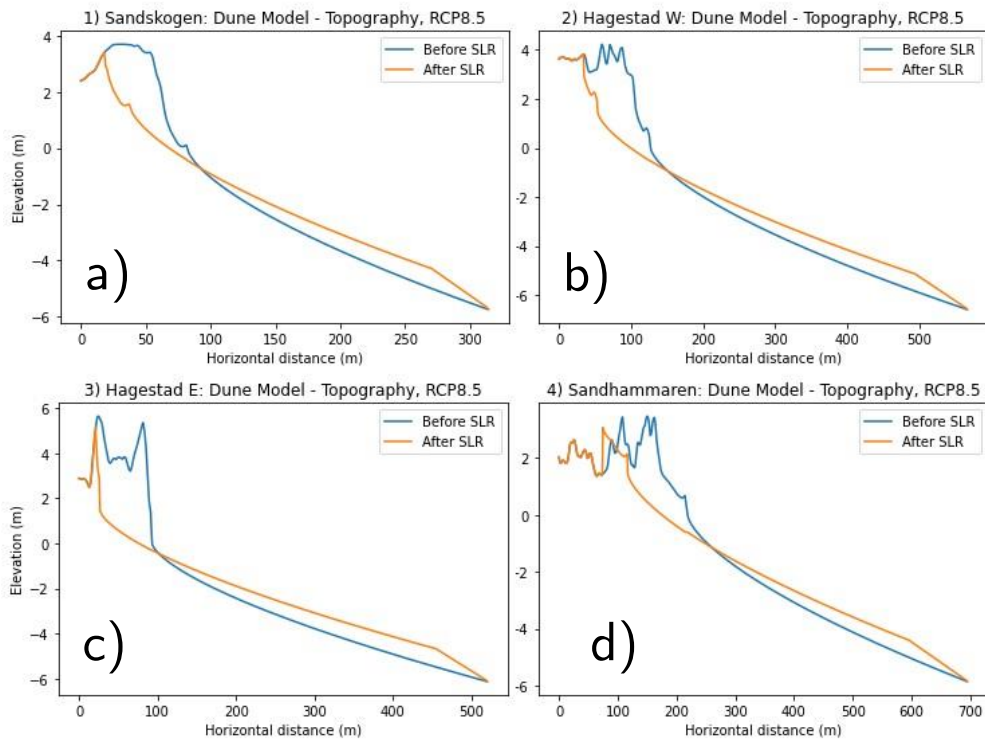 1) Sandskogen: Dune Model - Topography, RCP8.5
4
2
0
−2
−4
−6
Elevation (m)
Before SLR
After SLR
a)
0 50 100 150 200 250 300
Horizontal distance (m)
2) Hagestad W: Dune Model - Topography, RCP8.5
4
2
0
-2
-4
-6
Before SLR
After SLR
b)
0 100 200 300 400 500
Horizontal distance (m)
3) Hagestad E: Dune Model - Topography, RCP8.5
6
4
2
0
−2
−4
−6
Elevation (m)
Before SLR
After SLR
c)
0 100 200 300 400 500
Horizontal distance (m)
4) Sandhammaren: Dune Model - Topography, RCP8.5
2
0
-2
-4
-6
Before SLR
After SLR
d)
0 100 200 300 400 500 600 700
Horizontal distance (m)